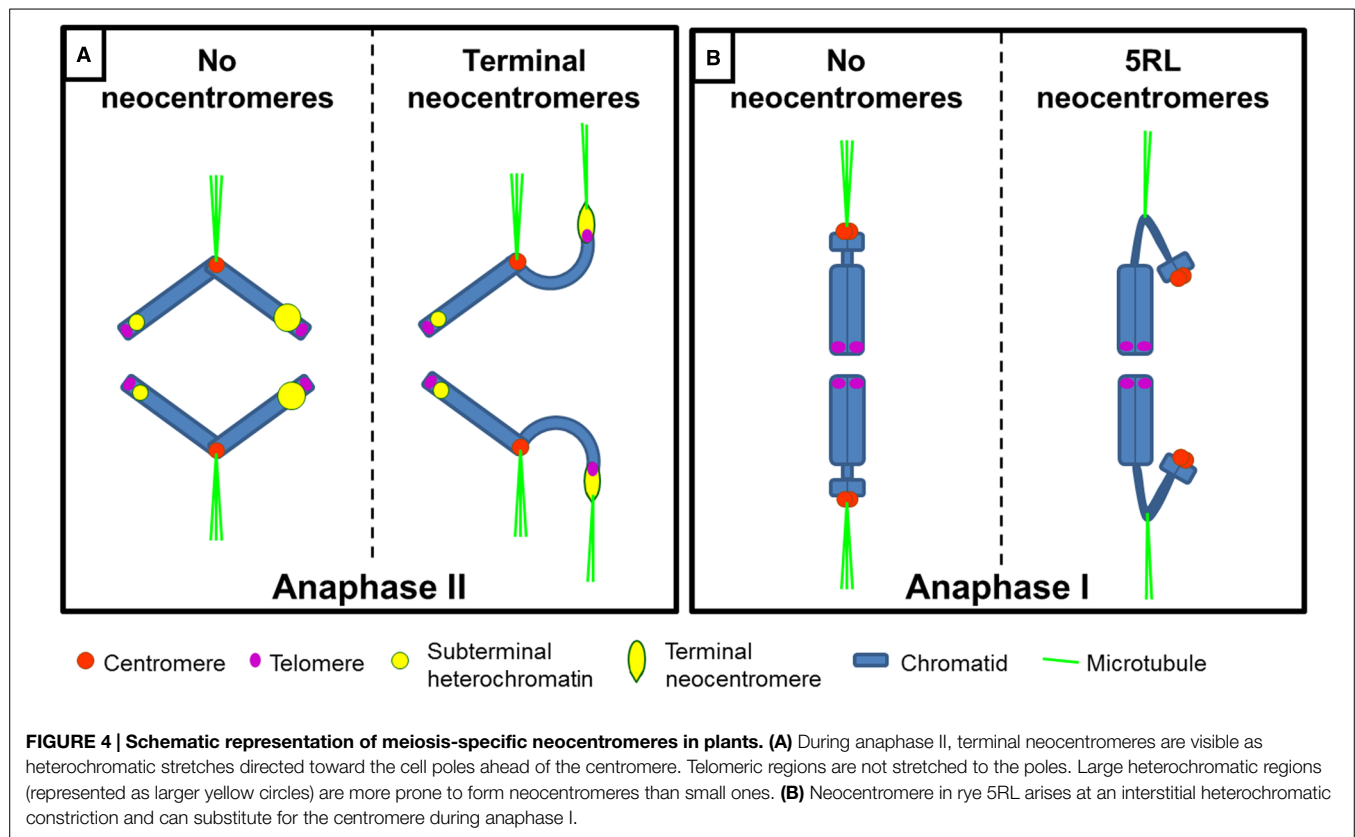 A
No
neocentromeres
Terminal
neocentromeres
Anaphase II
B
No
neocentromeres
5RL
neocentromeres
Anaphase I
Centromere
Telomere
Subterminal
heterochromatin
Terminal
neocentromere
Chromatid
Microtubule
FIGURE 4 | Schematic representation of meiosis-specific neocentromeres in plants. (A) During anaphase II, terminal neocentromeres are visible as
heterochromatic stretches directed toward the cell poles ahead of the centromere. Telomeric regions are not stretched to the poles. Large heterochromatic regions
(represented as larger yellow circles) are more prone to form neocentromeres than small ones. (B) Neocentromere in rye 5RL arises at an interstitial heterochromatic
constriction and can substitute for the centromere during anaphase I.